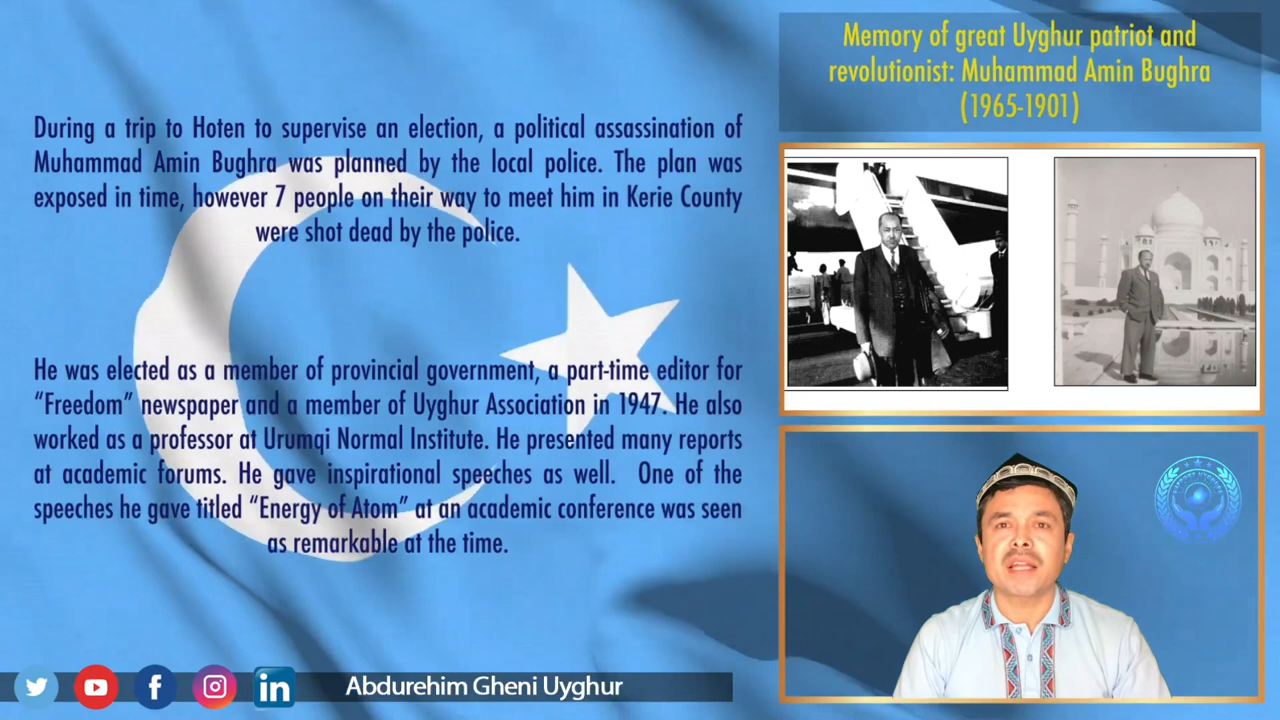 Memory of great Uyghur patriot and
revolutionist: Muhammad Amin Bughra
(1965-1901)
During a trip to Hoten to supervise an election, a political assassination of
Muhammad Amin Bughra was planned by the local police. The plan was
exposed in time, however 7 people on their way to meet him in Kerie County
were shot dead by the police.
He was elected as a member of provincial government, a part-time editor for
“Freedom” newspaper and a member of Uyghur Association in 1947. He also
worked as a professor at Urumqi Normal Institute. He presented many reports
at academic forums. He gave inspirational speeches as well. One of the
speeches he gave titled “Energy of Atom” at an academic conference was seen
as remarkable at the time.
Abdurehim Gheni Uyghur